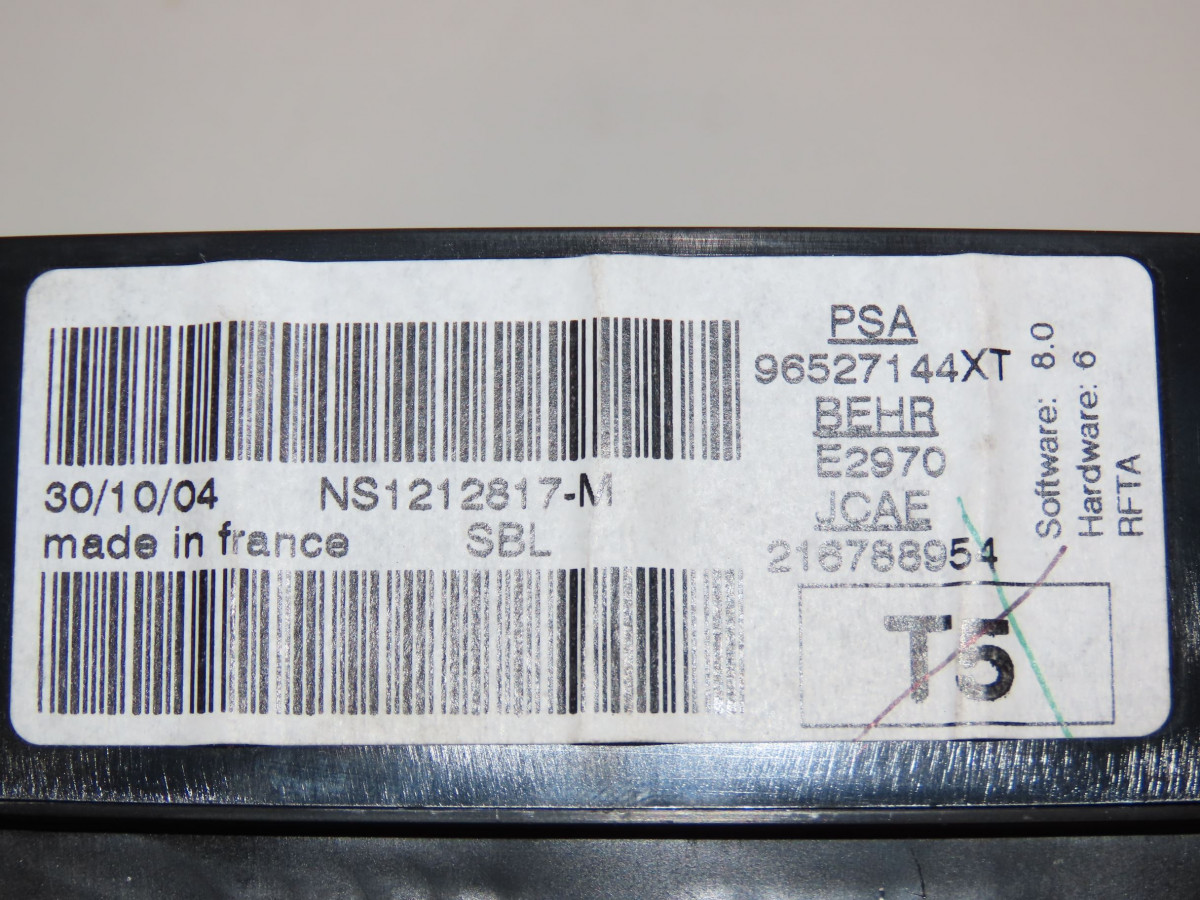 30/10/04 NS1212817-M
made in france SBL
PSA
96527144XT
BEHR
E2970
JCAE
216788954
T5
Software: 8.0
Hardware: 6
RFTA